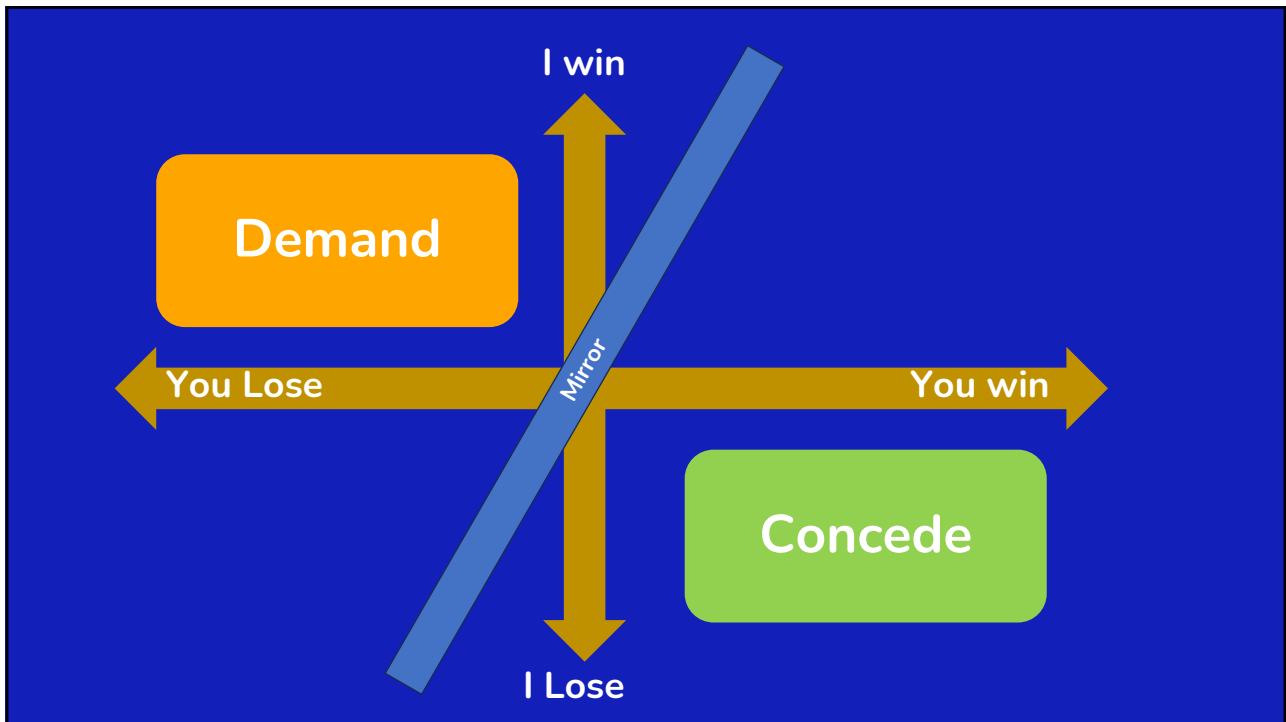 I win
Demand
Mirror
You Lose
You win
Concede
I Lose